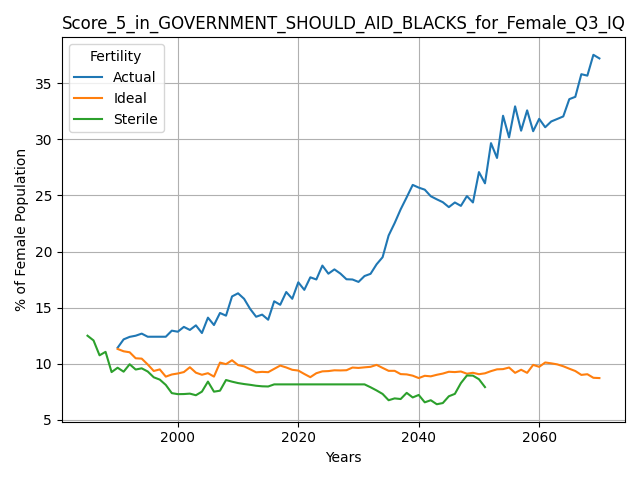 Score_5_in_GOVERNMENT_SHOULD_AID_BLACKS_for_Female_Q3_IQ
Fertility
Actual
Ideal
Sterile
% of Female Population
35
30
25
20
15
10
5
2000
2020
2040
2060
Years